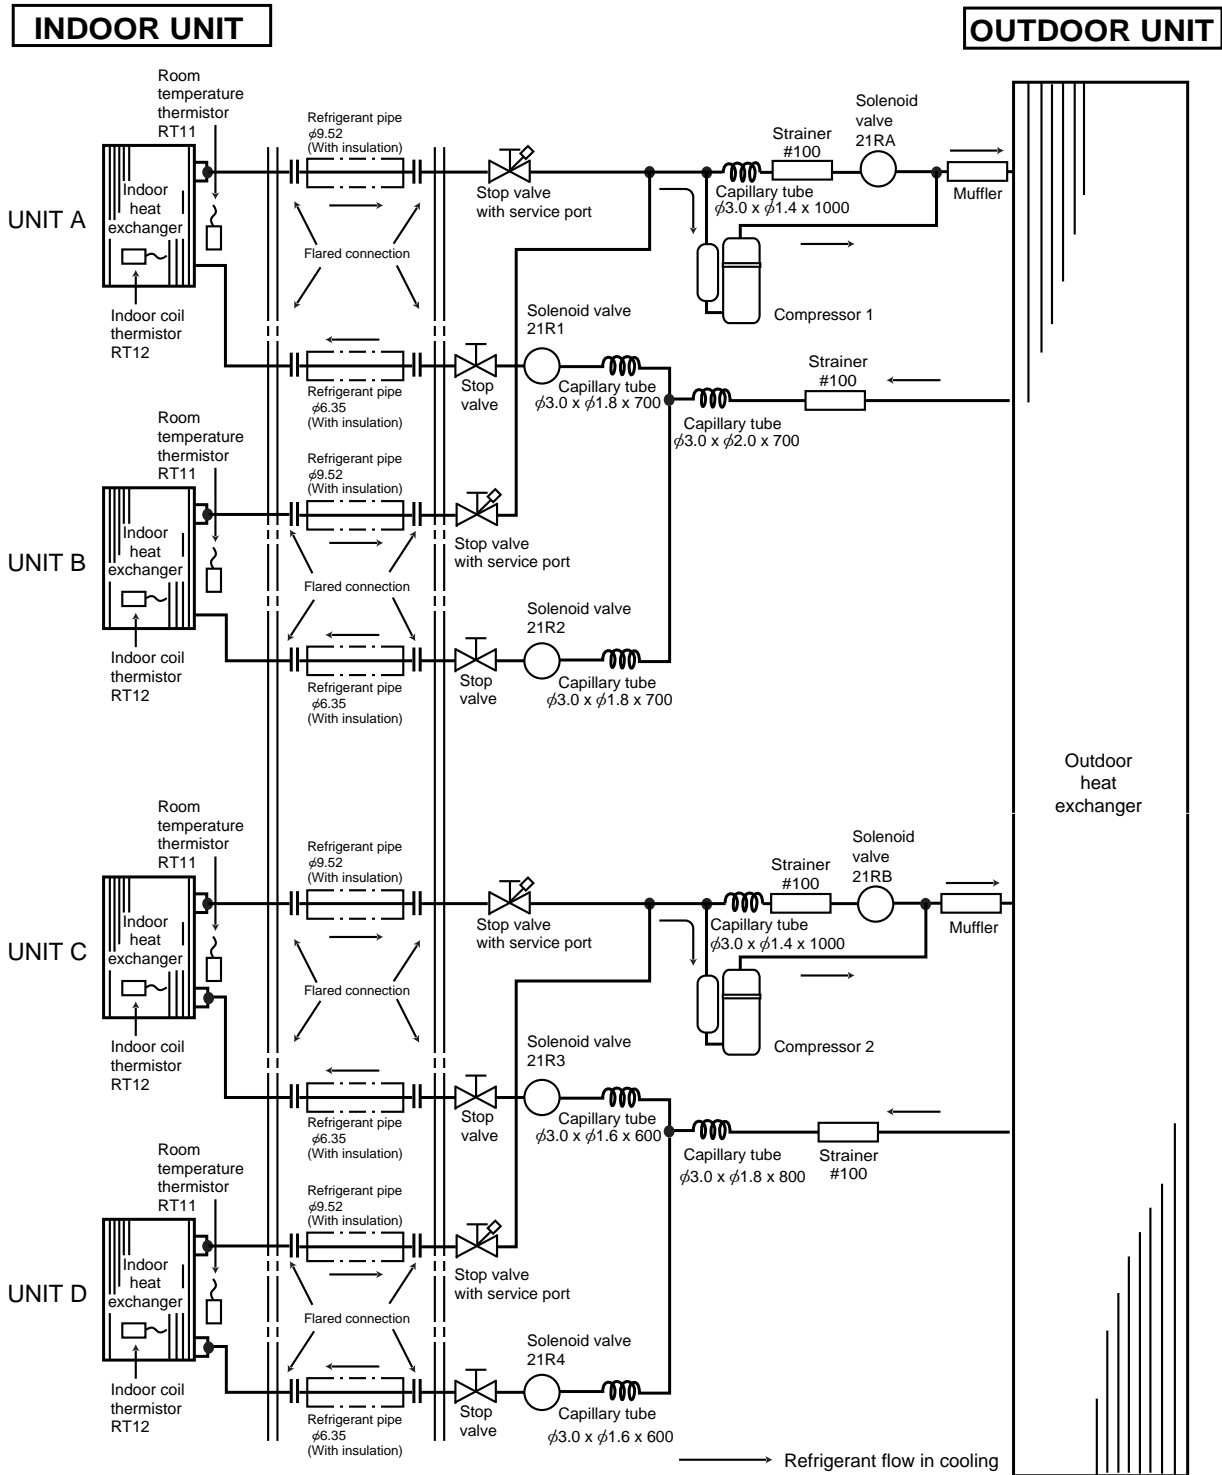 INDOOR UNIT
OUTDOOR UNIT
Room
temperature
thermistor
RT11
Refrigerant pipe
φ9.52
(With insulation)
Solenoid
valve
21RA
Strainer
#100
Indoor
heat
exchanger
UNIT A
Stop valve
with service port
Capillary tube
φ3.0 x φ1.4 x 1000
Muffler
Flared connection
Indoor coil
thermistor
RT12
Solenoid valve
21R1
Compressor 1
Strainer
#100
Refrigerant pipe
φ6.35
(With insulation)
Stop
valve
Capillary tube
φ3.0 x φ1.8 x 700
Capillary tube
φ3.0 x φ2.0 x 700
Room
temperature
thermistor
RT11
Refrigerant pipe
φ9.52
(With insulation)
Indoor
heat
exchanger
UNIT B
Stop valve
with service port
Flared connection
Solenoid valve
21R2
Indoor coil
thermistor
RT12
Refrigerant pipe
φ6.35
(With insulation)
Stop
valve
Capillary tube
φ3.0 x φ1.8 x 700
Outdoor
heat
exchanger
Room
temperature
thermistor
RT11
Refrigerant pipe
φ9.52
(With insulation)
Solenoid
valve
21RB
Strainer
#100
Indoor
heat
exchanger
UNIT C
Stop valve
with service port
Capillary tube
φ3.0 x φ1.4 x 1000
Muffler
Flared connection
Indoor coil
thermistor
RT12
Solenoid valve
21R3
Compressor 2
Refrigerant pipe
φ6.35
(With insulation)
Stop
valve
Capillary tube
φ3.0 x φ1.6 x 600
Capillary tube
φ3.0 x φ1.8 x 800
Strainer
#100
Room
temperature
thermistor
RT11
Refrigerant pipe
φ9.52
(With insulation)
Indoor
heat
exchanger
UNIT D
Stop valve
with service port
Flared connection
Solenoid valve
21R4
Indoor coil
thermistor
RT12
Refrigerant pipe
φ6.35
(With insulation)
Stop
valve
Capillary tube
φ3.0 x φ1.6 x 600
Refrigerant flow in cooling